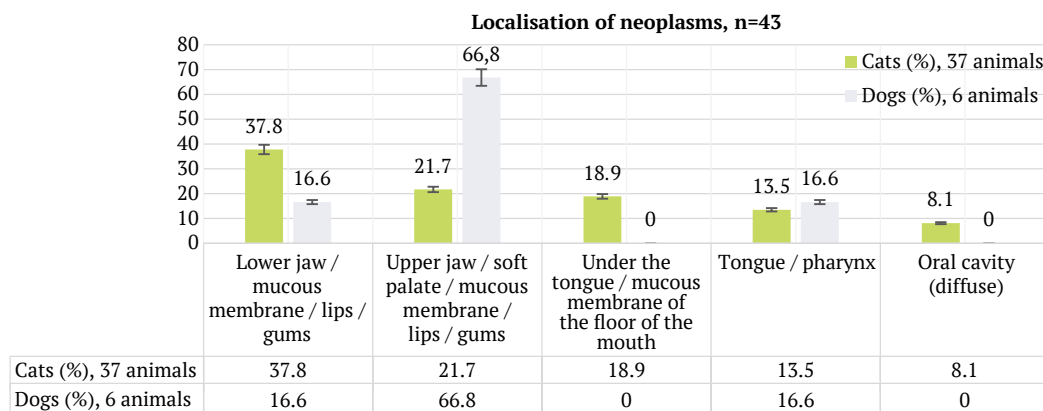 Localisation of neoplasms, n=43
80
70
60
50
40
30
20
10
0
Cats (%), 37 animals
Dogs (%), 6 animals
37.8
16.6
21.7
66,8
18.9
0
13.5
16.6
8.1
0
Lower jaw /
mucous
membrane / lips /
gums
Upper jaw / soft
palate / mucous
membrane /
lips / gums
Under the
tongue / mucous
membrane of
the floor of the
mouth
Tongue / pharynx
Oral cavity
(diffuse)
Cats (%), 37 animals 37.8 21.7 18.9 13.5 8.1
Dogs (%), 6 animals 16.6 66.8 0 16.6 0